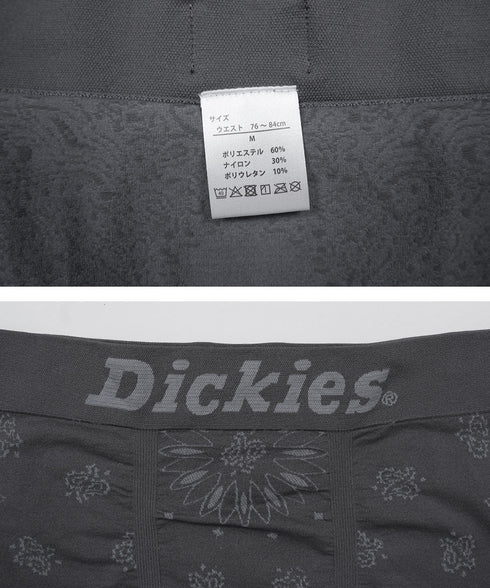 サイズ
ウエスト 76～84cm
M
ポリエステル 60%
ナイロン 30%
ポリウレタン 10%
40
Dickies®